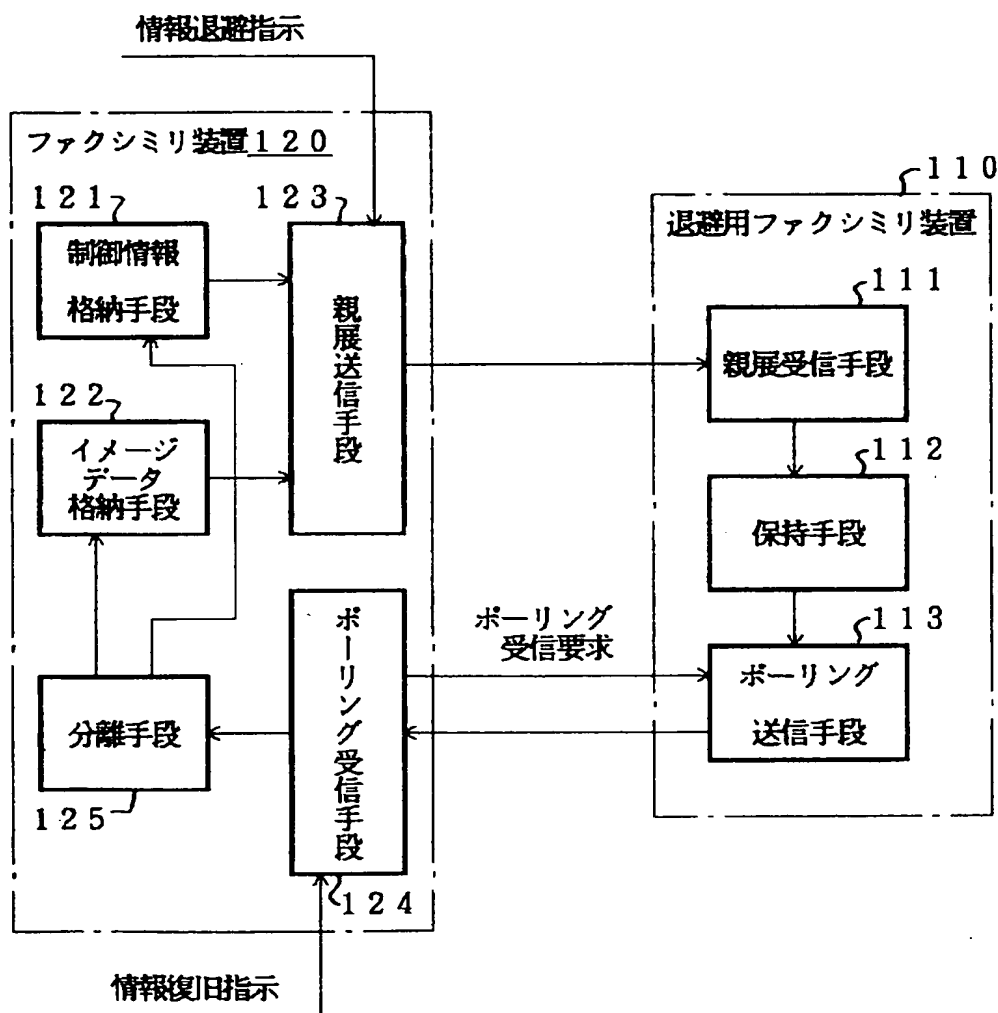 情報退避指示
ファクシミリ装置120
121
制御情報
格納手段
122
イメージ
データ
格納手段
123
親展送信手段
ポーリング受信手段
124
分離手段
125
情報復旧指示
ポーリング
受信要求
110
退避用ファクシミリ装置
111
親展受信手段
112
保持手段
113
ポーリング
送信手段